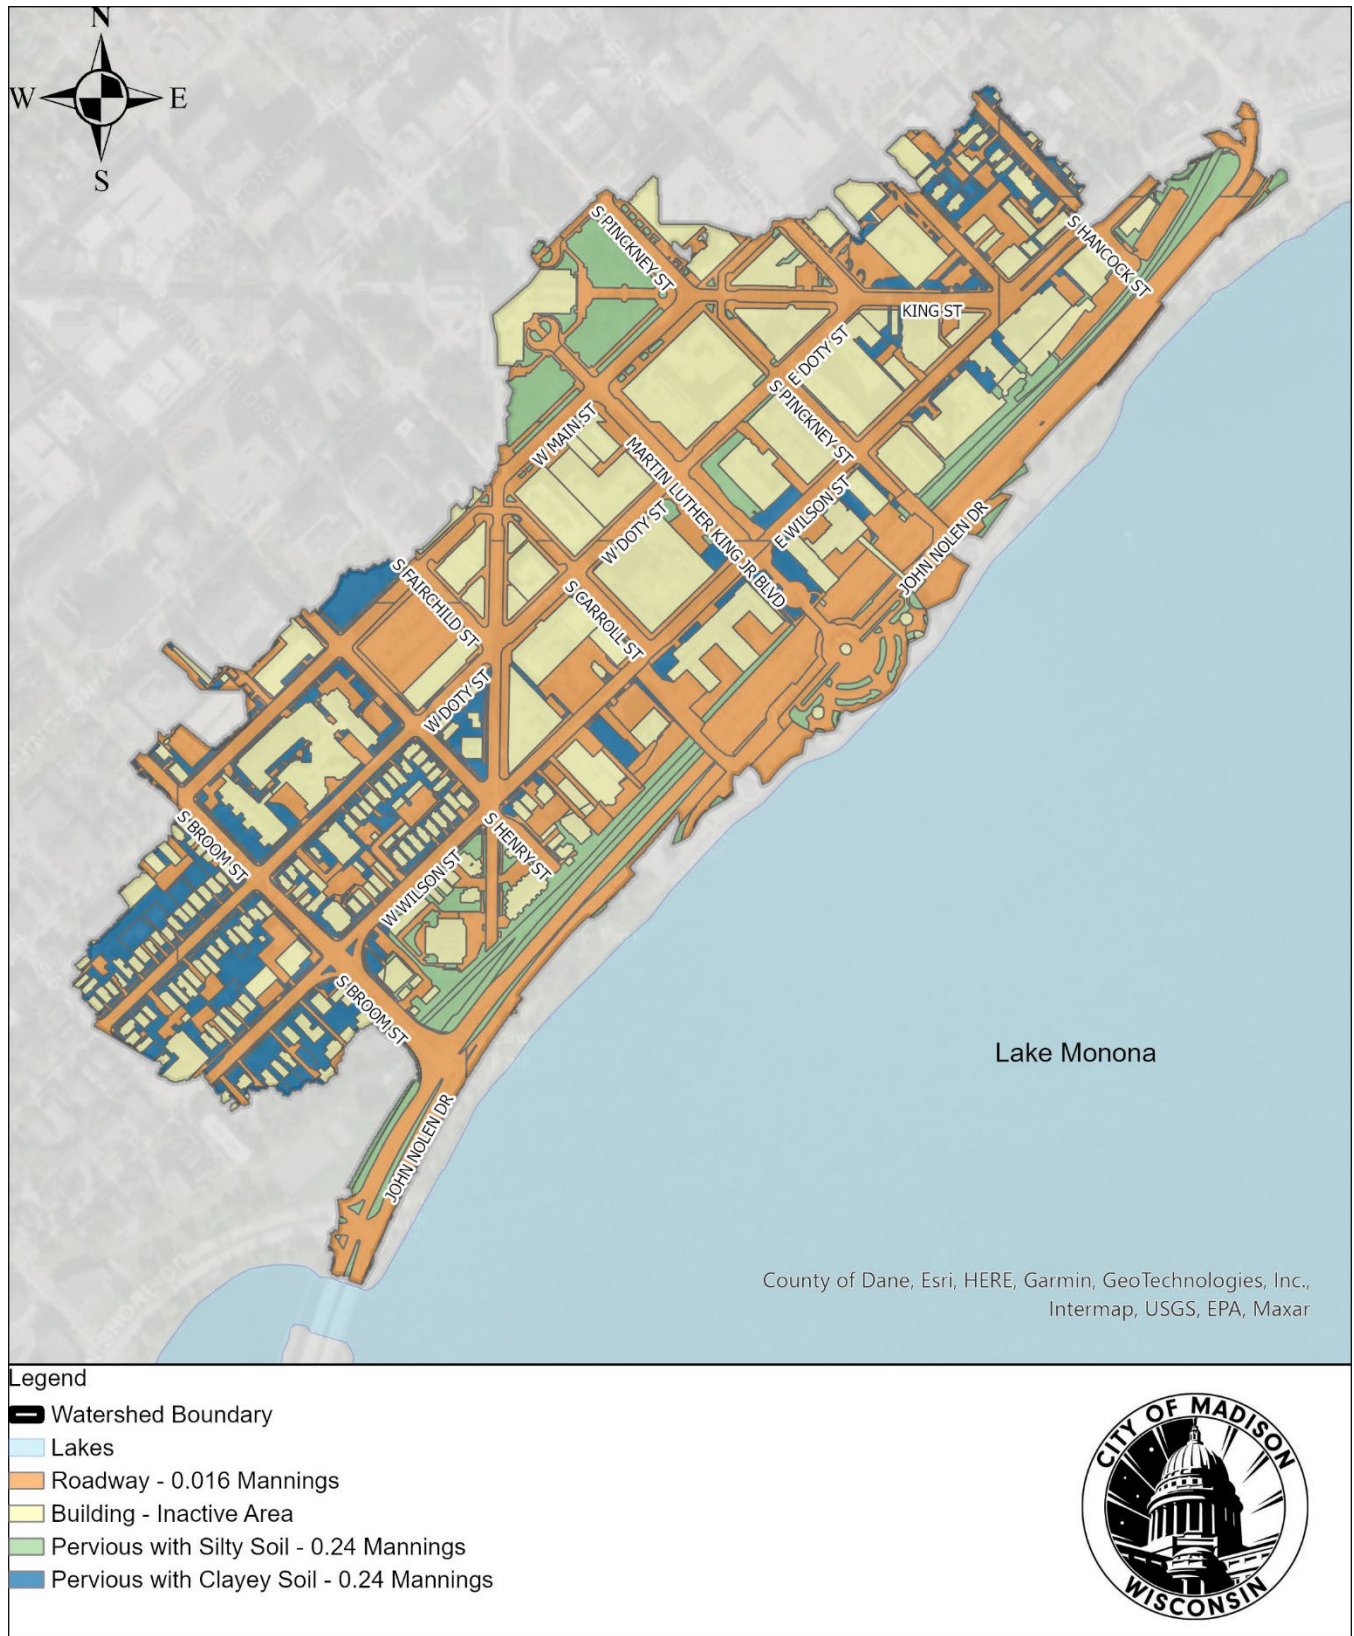 N
W
E
S
S PINCKNEY ST
S HANCOCK ST
KING ST
E DOTY ST
S PINCKNEY ST
W MAIN ST
MARTIN LUTHER KING JR BLVD
E WILSON ST
W DOTY ST
JOHN NOLEN DR
S FAIRCHILD ST
S CARROLL ST
W DOTY ST
S BROOM ST
S HENRY ST
W WILSON ST
S BROOM ST
JOHN NOLEN DR
Lake Monona
County of Dane, Esri, HERE, Garmin, GeoTechnologies, Inc.,
Intermap, USGS, EPA, Maxar
Legend
Watershed Boundary
Lakes
Roadway - 0.016 Mannings
Building - Inactive Area
Pervious with Silty Soil - 0.24 Mannings
Pervious with Clayey Soil - 0.24 Mannings
CITY OF MADISON
WISCONSIN